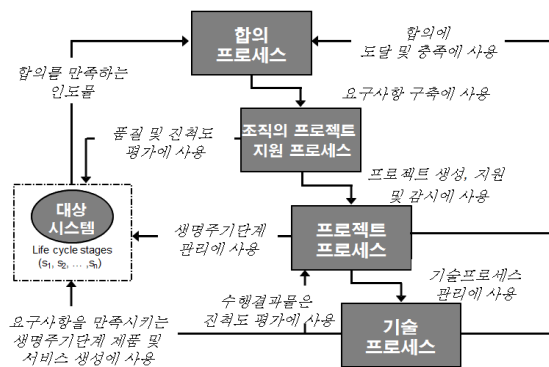 합의
프로세스
합의에
도달 및 충족에 사용
합의를 만족하는
인도물
요구사항 구축에 사용
조직의 프로젝트
지원 프로세스
품질 및 진척도
평가에 사용
프로젝트 생성, 지원
및 감시에 사용
대상
시스템
Life cycle stages
(s1, s2, … ,sn)
생명주기단계
관리에 사용
프로젝트
프로세스
기술프로세스
관리에 사용
수행결과물은
진척도 평가에 사용
요구사항을 만족시키는
생명주기단계 제품 및
서비스 생성에 사용
기술
프로세스